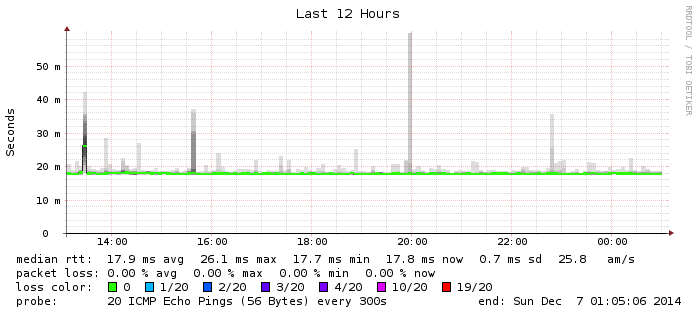 Last 12 Hours
RRDTOOL / TOBI OETIKER
Seconds
50 m
40 m
30 m
20 m
10 m
0
14:00 16:00 18:00 20:00 22:00 00:00
median rtt: 17.9 ms avg 26.1 ms max 17.7 ms min 17.8 ms now 0.7 ms sd 25.8 am/s
packet loss: 0.00 % avg 0.00 % max 0.00 % min 0.00 % now
loss color: 0 1/20 2/20 3/20 4/20 10/20 19/20
probe: 20 ICMP Echo Pings (56 Bytes) every 300s end: Sun Dec 7 01:05:06 2014